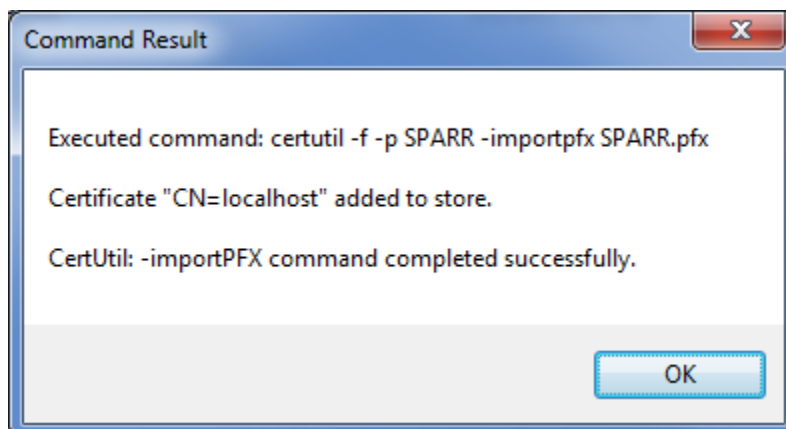 Command Result
X
Executed command: certutil -f -p SPARR -importpfx SPARR.pfx
Certificate "CN=localhost" added to store.
CertUtil: -importPFX command completed successfully.
OK